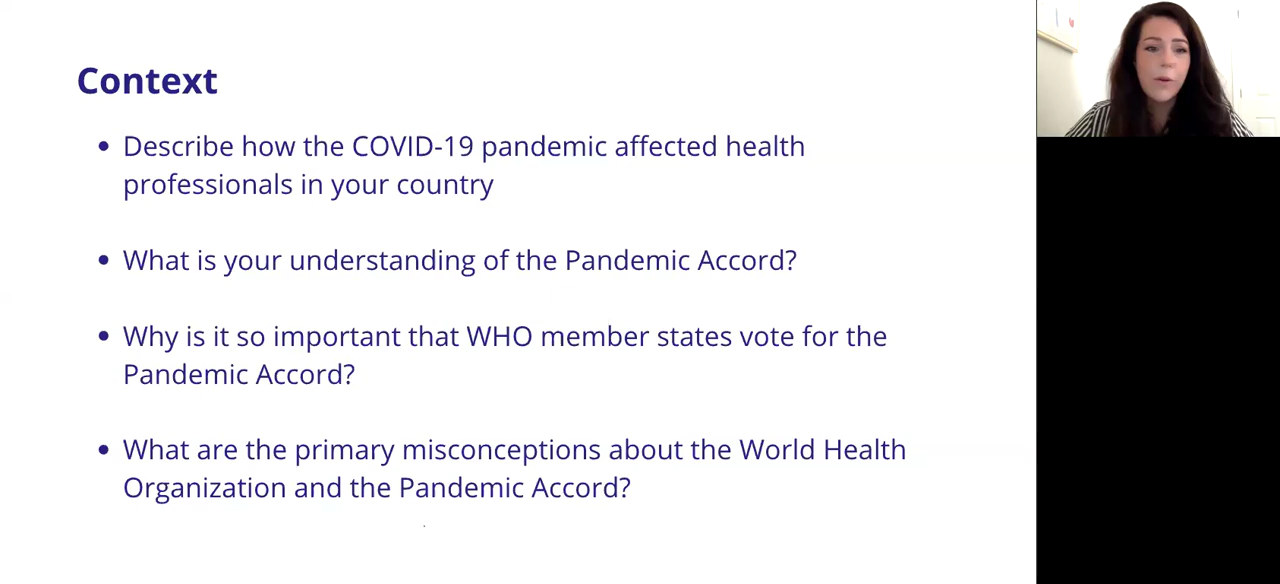 Context
• Describe how the COVID-19 pandemic affected health
professionals in your country
• What is your understanding of the Pandemic Accord?
• Why is it so important that WHO member states vote for the
Pandemic Accord?
• What are the primary misconceptions about the World Health
Organization and the Pandemic Accord?